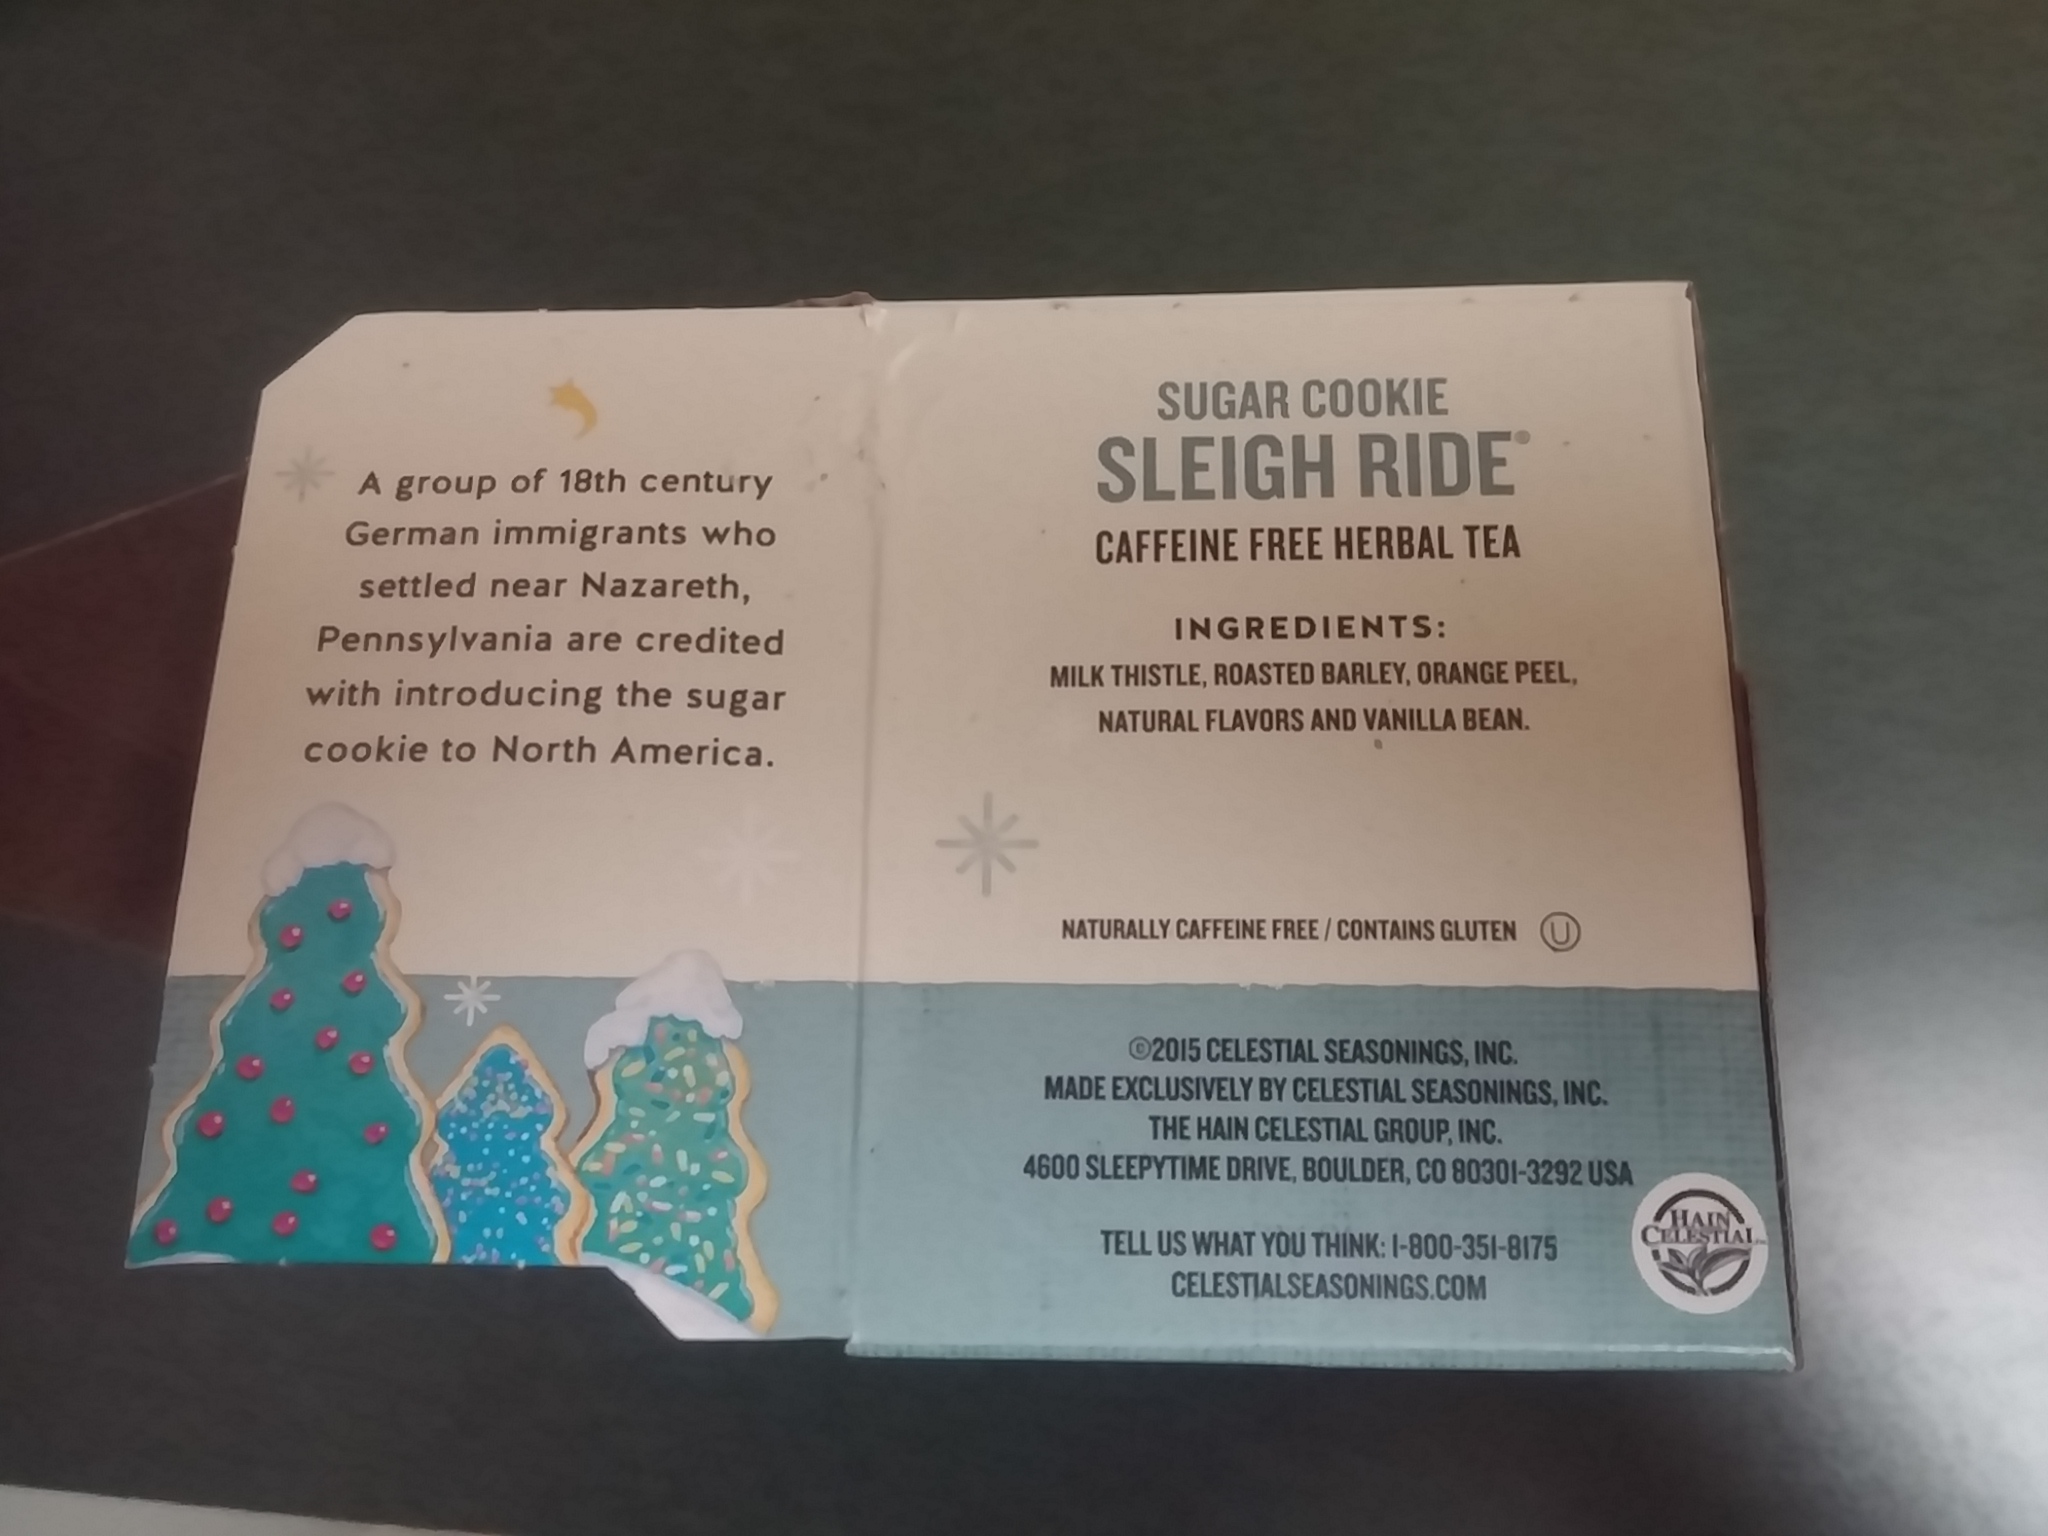 A group of 18th century
German immigrants who
settled near Nazareth,
Pennsylvania are credited
with introducing the sugar
cookie to North America.
SUGAR COOKIE
SLEIGH RIDE®
CAFFEINE FREE HERBAL TEA
INGREDIENTS:
MILK THISTLE, ROASTED BARLEY, ORANGE PEEL,
NATURAL FLAVORS AND VANILLA BEAN.
NATURALLY CAFFEINE FREE / CONTAINS GLUTEN U
©2015 CELESTIAL SEASONINGS, INC.
MADE EXCLUSIVELY BY CELESTIAL SEASONINGS, INC.
THE HAIN CELESTIAL GROUP, INC.
4600 SLEEPYTIME DRIVE, BOULDER, CO 80301-3292 USA
TELL US WHAT YOU THINK: 1-800-351-8175
CELESTIALSEASONINGS.COM
HAIN
CELESTIAL